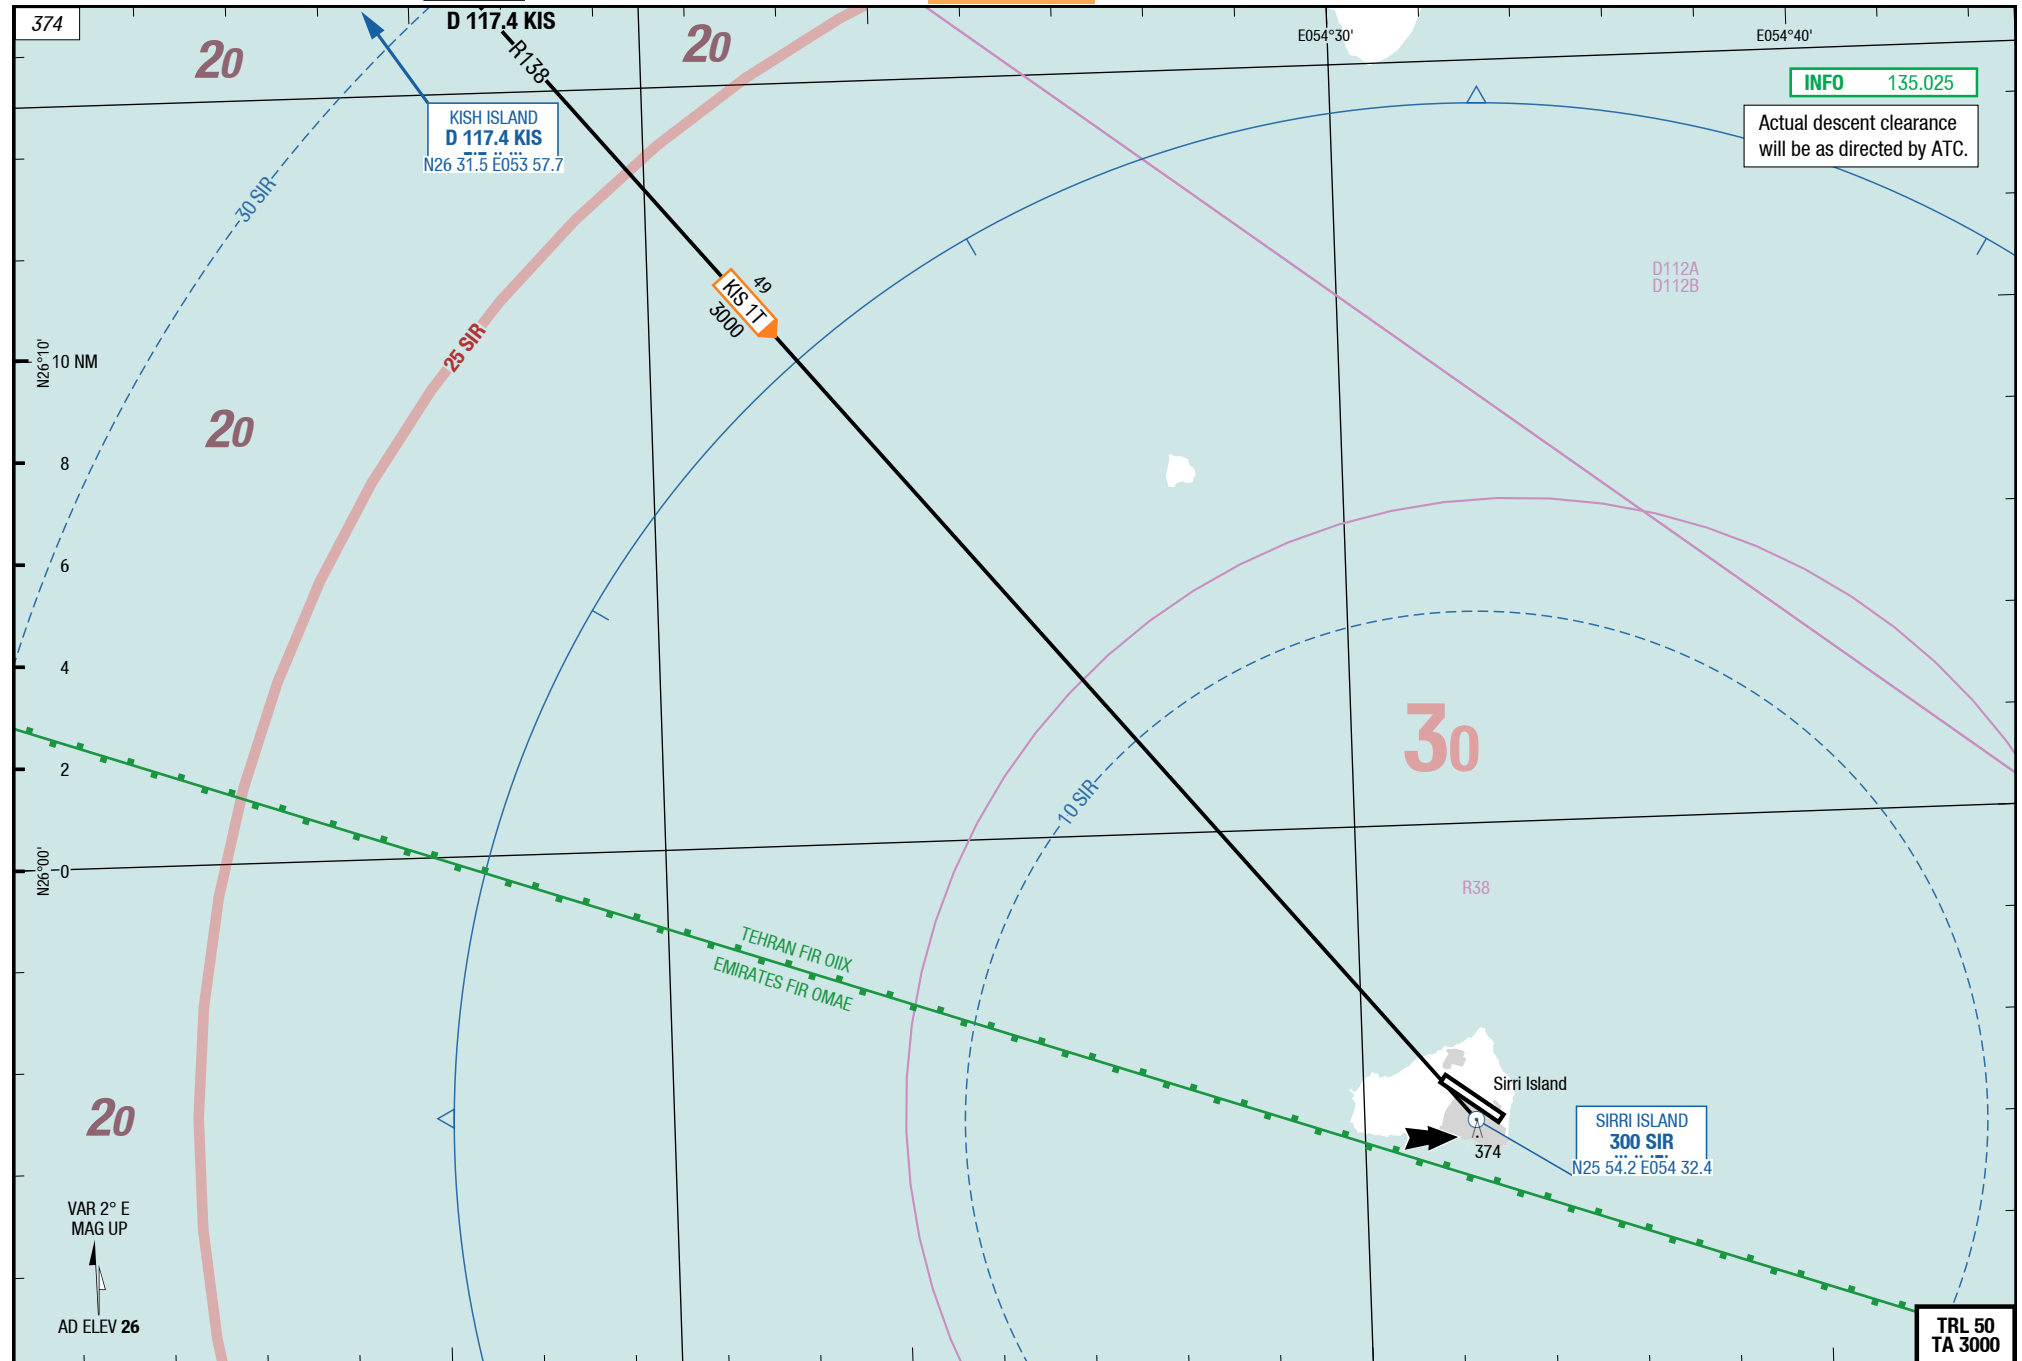 374
D 117.4 KIS
R138
20
20
E054°30'
E054°40'
INFO 135.025
Actual descent clearance
will be as directed by ATC.
KISH ISLAND
D 117.4 KIS
N26 31.5 E053 57.7
30 SIR
D112A
D112B
49
KIS 1T
3000
25 SIR
N26°10'
10 NM
20
8
6
4
2
30
10 SIR
N26°00'
0
R38
TEHRAN FIR OIIX
EMIRATES FIR OMAE
Sirri Island
20
SIRRI ISLAND
300 SIR
N25 54.2 E054 32.4
374
VAR 2° E
MAG UP
AD ELEV 26
TRL 50
TA 3000